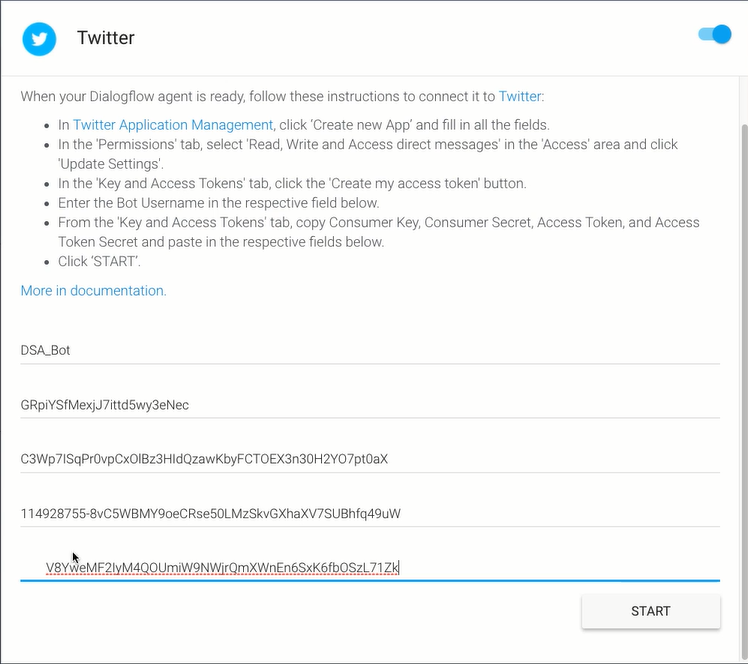 Twitter
When your Dialogflow agent is ready, follow these instructions to connect it to Twitter:
In Twitter Application Management, click 'Create new App' and fill in all the fields.
In the 'Permissions' tab, select 'Read, Write and Access direct messages' in the 'Access' area and click
'Update Settings'.
In the 'Key and Access Tokens' tab, click the 'Create my access token' button.
Enter the Bot Username in the respective field below.
From the 'Key and Access Tokens' tab, copy Consumer Key, Consumer Secret, Access Token, and Access
Token Secret and paste in the respective fields below.
Click 'START'.
More in documentation.
DSA_Bot
GRpiYSfMexjJ7ittd5wy3eNec
C3Wp7ISqPr0vpCxOlBz3HIdQzawKbyFCTOEX3n30H2YO7pt0aX
114928755-8vC5WBMY9oeCRse50LMzSkvGXhaXV7SUBhfq49uW
V8YweMF2IyM4QOUmiW9NWjrQmXWnEn6SxK6fbOSzL71Zk
START